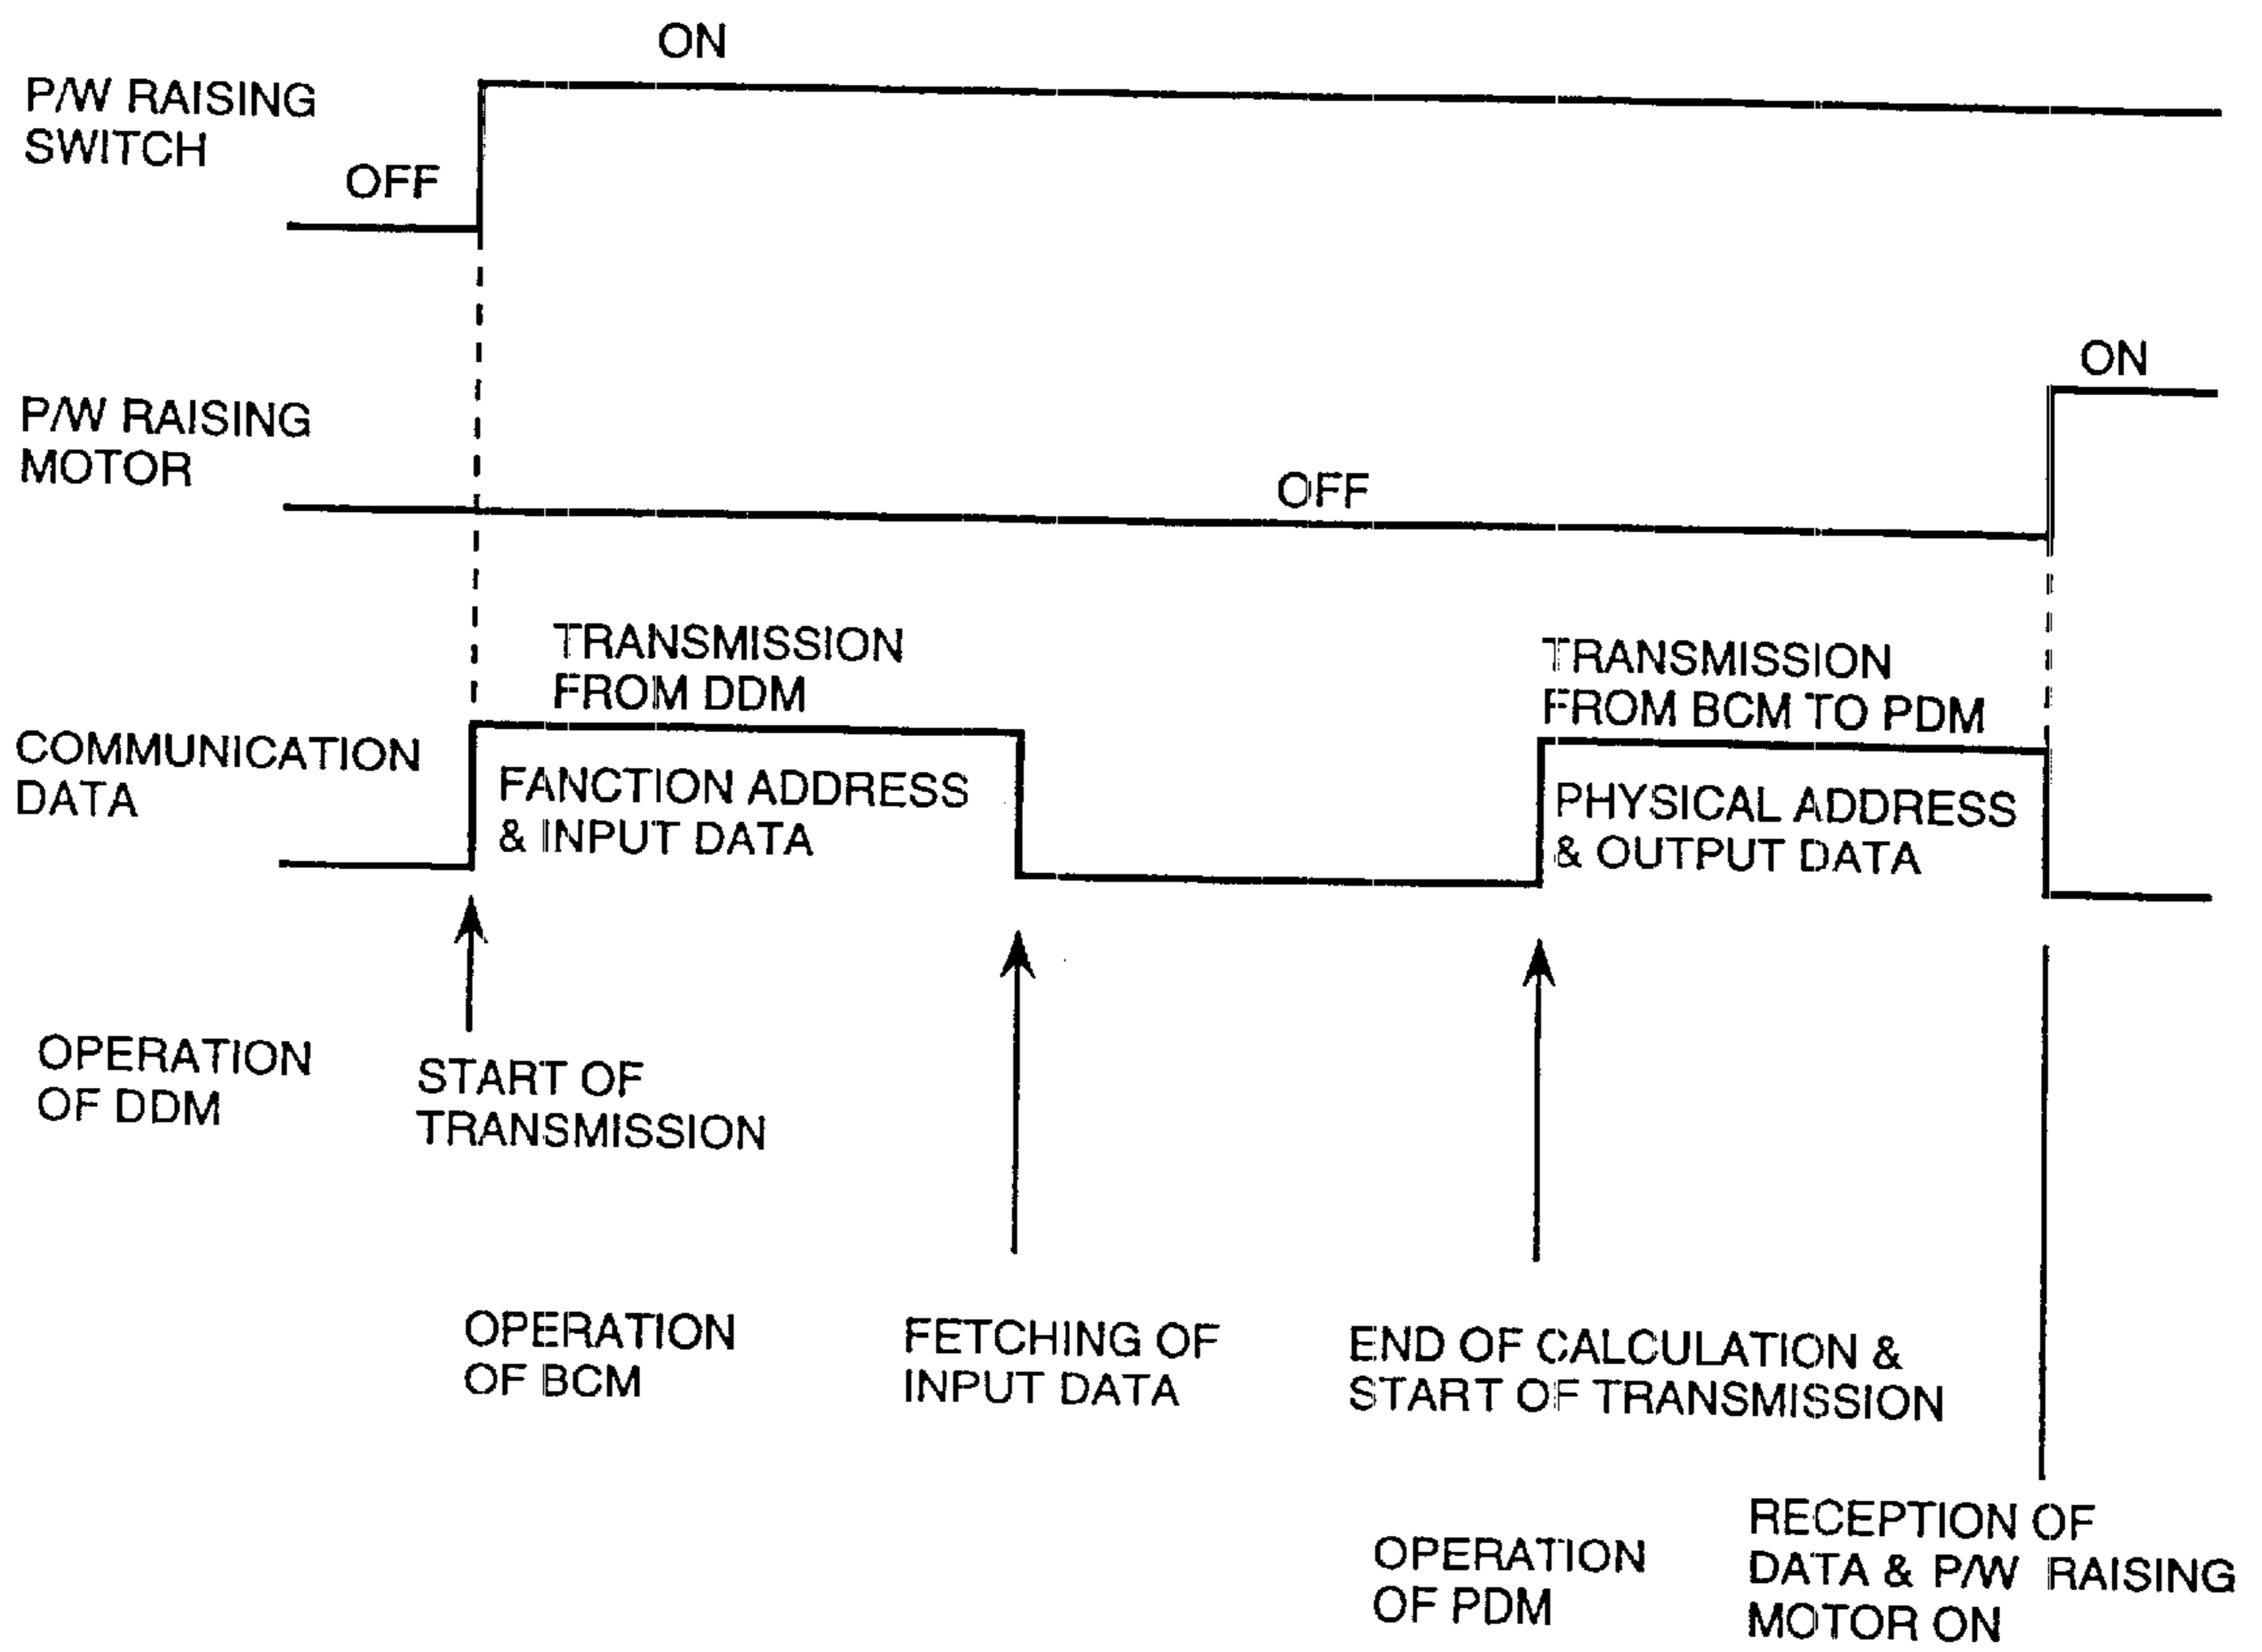 ON
P/W RAISING
SWITCH
OFF
ON
P/W RAISING
MOTOR
OFF
TRANSMISSION
FROM DDM
TRANSMISSION
FROM BCM TO PDM
COMMUNICATION
DATA
FANCTION ADDRESS
& INPUT DATA
PHYSICAL ADDRESS
& OUTPUT DATA
OPERATION
OF DDM
START OF
TRANSMISSION
OPERATION
OF BCM
FETCHING OF
INPUT DATA
END OF CALCULATION &
START OF TRANSMISSION
OPERATION
OF PDM
RECEPTION OF
DATA & P/W RAISING
MOTOR ON